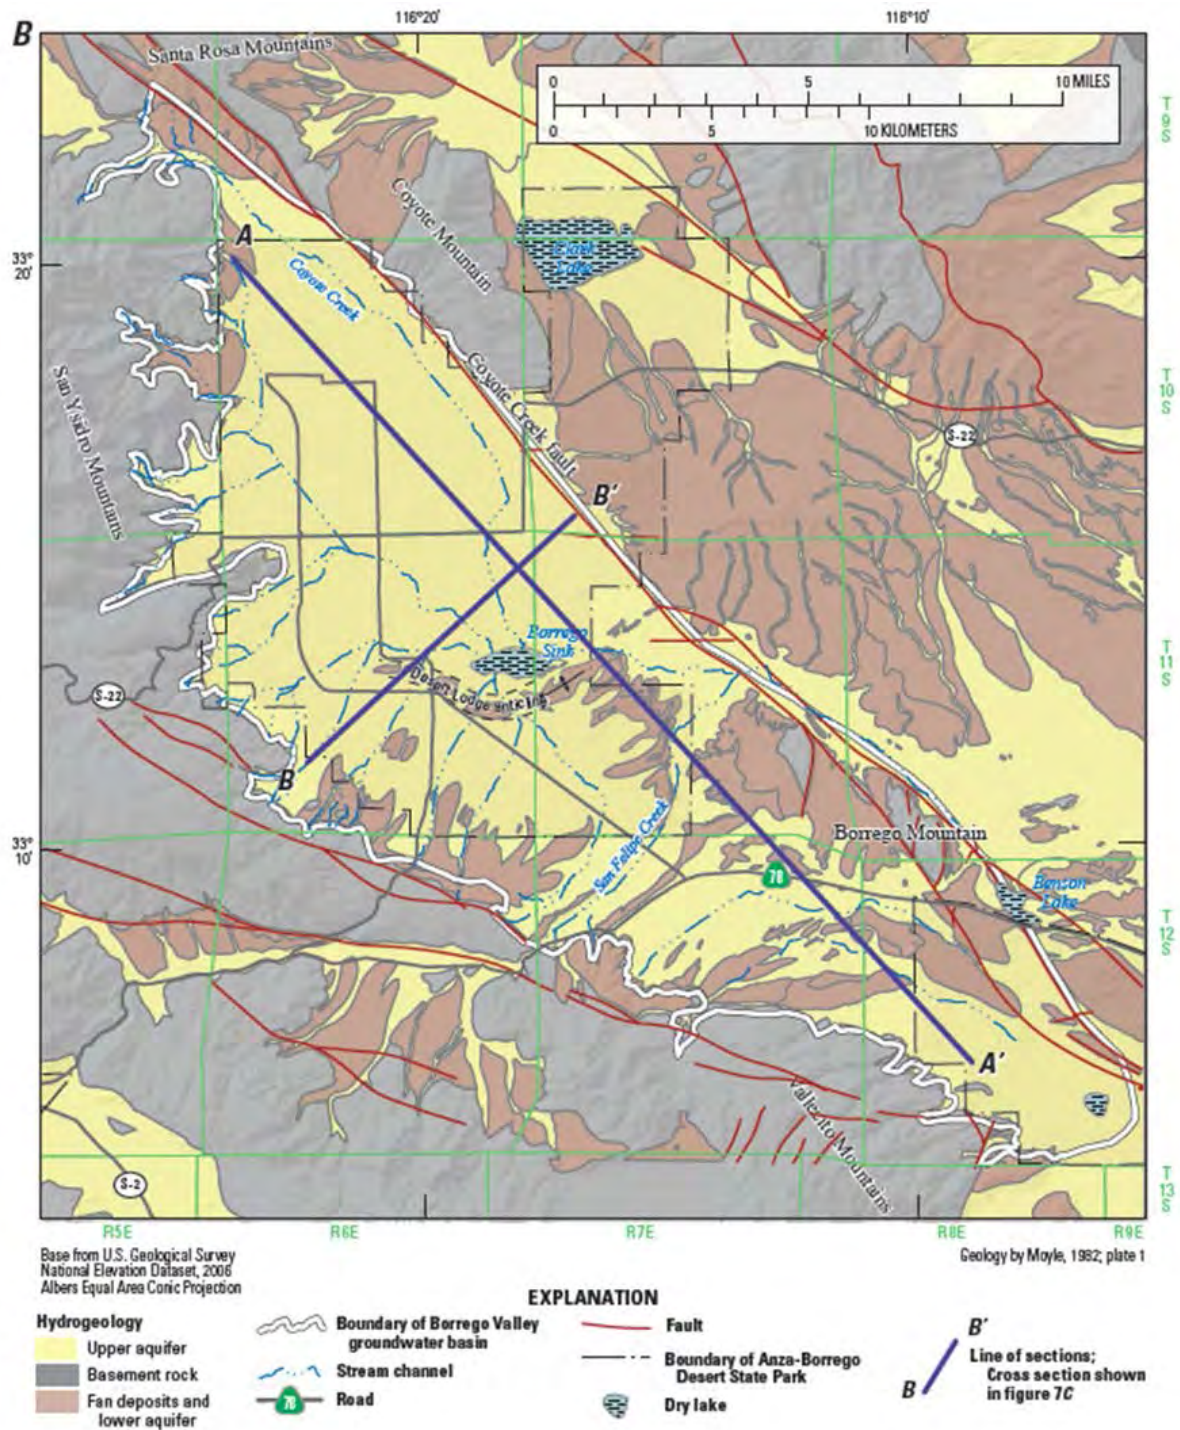 B
116°20'
116°10'
Santa Rosa Mountains
0 5 10 MILES
0 5 10 KILOMETERS
T
9
S
Coyote Mountain
A
33°
20'
Coyote Creek
Clark
Lake
San Ysidro Mountains
Coyote Creek fault
T
10
S
S-22
B'
Borrego
Sink
T
11
S
S-22
Desert Lodge anticline
B
San Felipe Creek
Borrego Mountain
33°
10'
78
Benson
Lake
T
12
S
A'
Vallecito Mountains
S-2
T
13
S
R5E R6E R7E R8E R9E
Base from U.S. Geological Survey
National Elevation Dataset, 2006
Albers Equal Area Conic Projection
Geology by Moyle, 1982; plate 1
EXPLANATION
Hydrogeology
Upper aquifer
Basement rock
Fan deposits and
lower aquifer
Boundary of Borrego Valley
groundwater basin
Stream channel
78
Road
Fault
Boundary of Anza-Borrego
Desert State Park
Dry lake
B'
B
Line of sections;
Cross section shown
in figure 7C